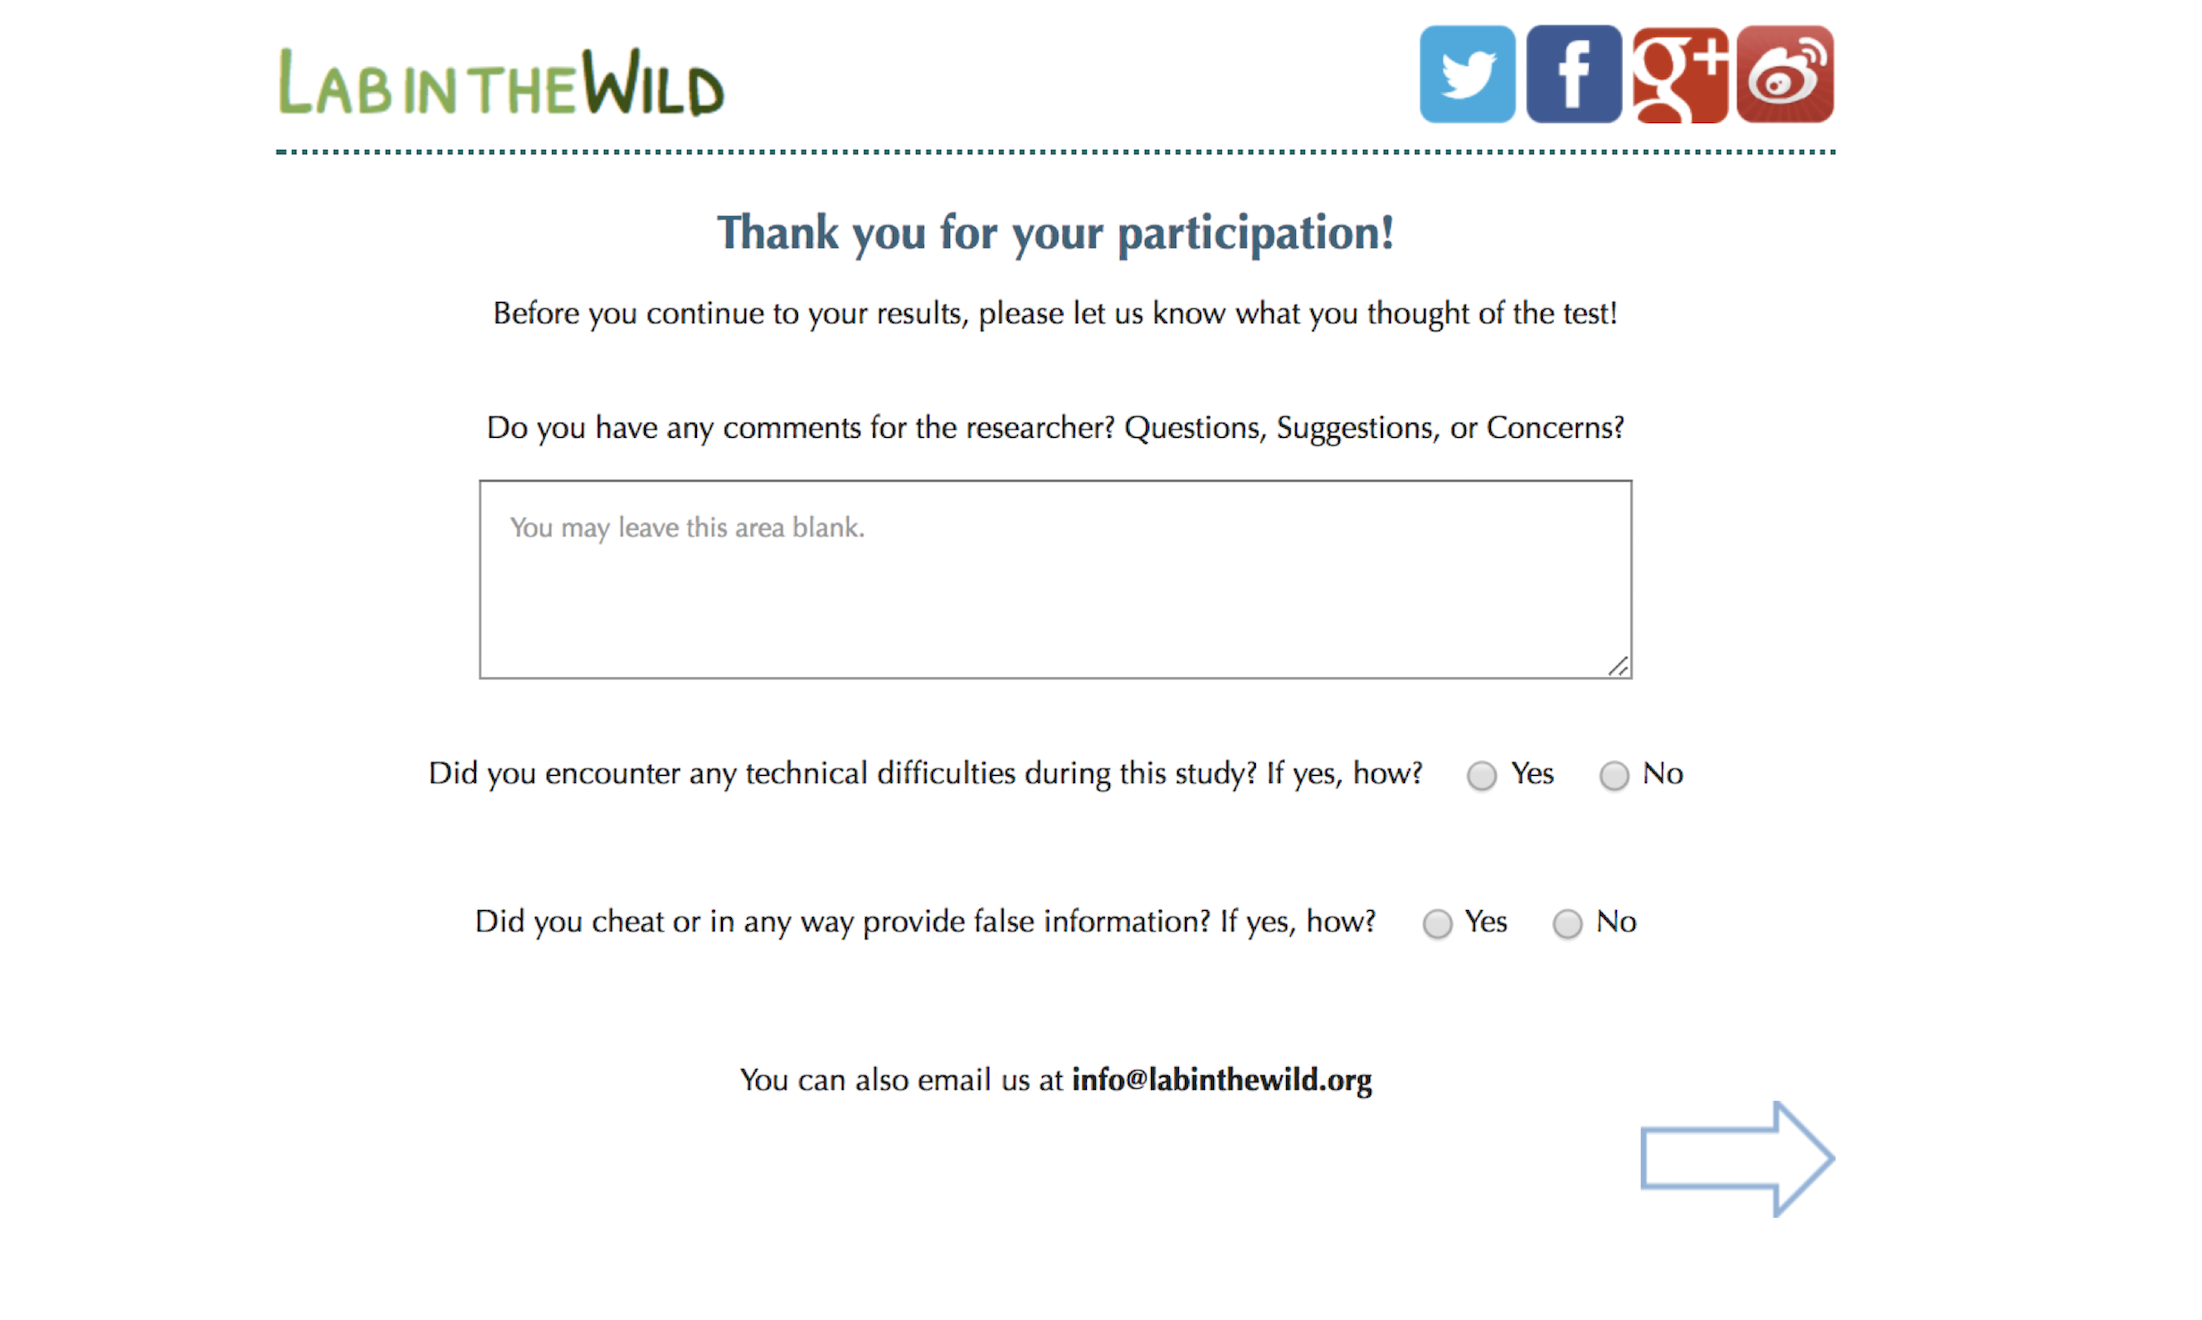 LAB IN THE WILD
Thank you for your participation!
Before you continue to your results, please let us know what you thought of the test!
Do you have any comments for the researcher? Questions, Suggestions, or Concerns?
You may leave this area blank.
Did you encounter any technical difficulties during this study? If yes, how? Yes No
Did you cheat or in any way provide false information? If yes, how? Yes No
You can also email us at info@labinthewild.org